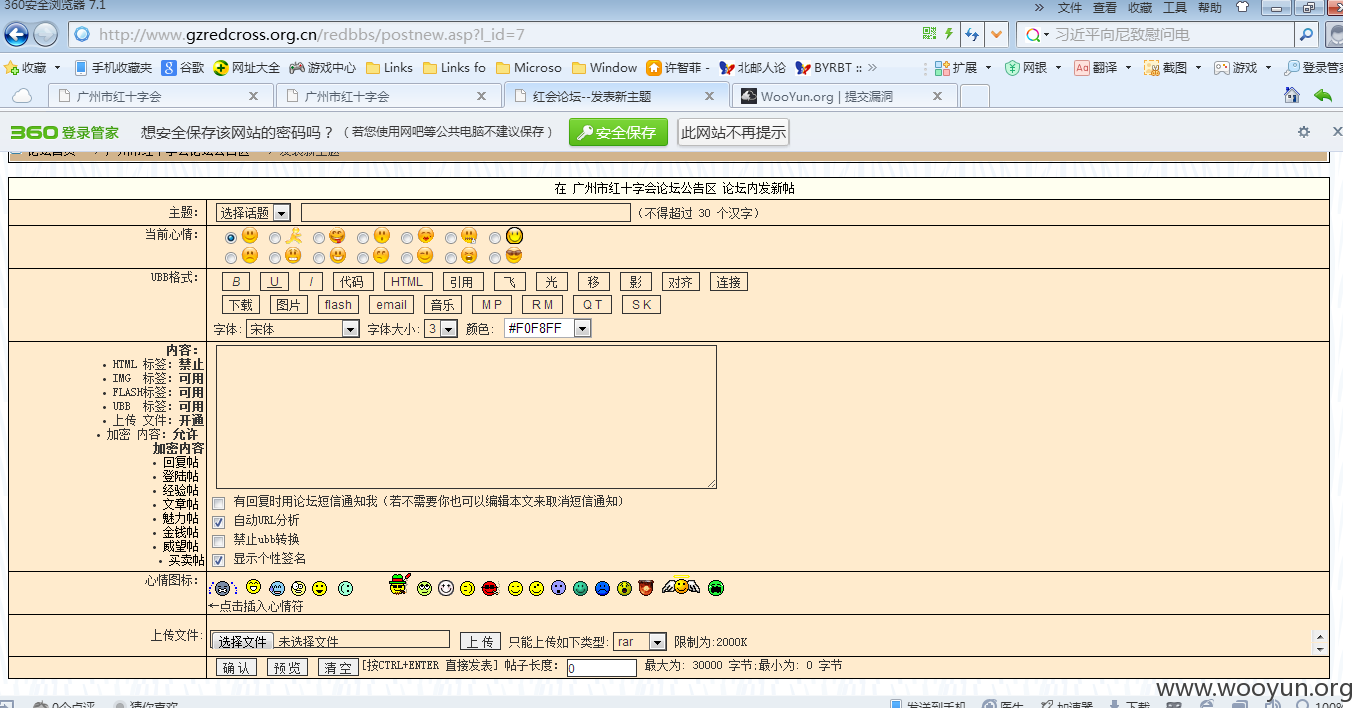 360安全浏览器 7.1
» 文件 查看 收藏 工具 帮助
http://www.gzredcross.org.cn/redbbs/postnew.asp?l_id=7
习近平向尼致慰问电
收藏 手机收藏夹 谷歌 网址大全 游戏中心 Links Links fo Microso Window 许智菲 - 北邮人论 BYRBT :: » 扩展 网银 翻译 截图 游戏 登录管家
广州市红十字会 广州市红十字会 红会论坛--发表新主题 WooYun.org | 提交漏洞
360 登录管家 想安全保存该网站的密码吗？（若您使用网吧等公共电脑不建议保存） 安全保存 此网站不再提示
在 广州市红十字会论坛公告区 论坛内发新帖
主题： 选择话题 （不得超过 30 个汉字）
当前心情：
UBB格式： B U I 代码 HTML 引用 飞 光 移 影 对齐 连接
下载 图片 flash email 音乐 M P R M Q T S K
字体： 宋体 字体大小： 3 颜色： #F0F8FF
内容：
• HTML 标签：禁止
• IMG 标签：可用
• FLASH标签：可用
• UBB 标签：可用
• 上传 文件：开通
• 加密 内容：允许
加密内容
• 回复帖
• 登陆帖
• 经验帖
• 文章帖
• 魅力帖
• 金钱帖
• 威望帖
• 买卖帖
有回复时用论坛短信通知我（若不需要你也可以编辑本文来取消短信通知）
自动URL分析
禁止ubb转换
显示个性签名
心情图标：
←点击插入心情符
上传文件： 选择文件 未选择文件 上 传 只能上传如下类型： rar 限制为:2000K
确 认 预 览 清 空 [按CTRL+ENTER 直接发表] 帖子长度： 0 最大为： 30000 字节:最小为： 0 字节
www.wooyun.org
0个点评 猜你喜欢 发送到手机 医生 加速器 下载 100%